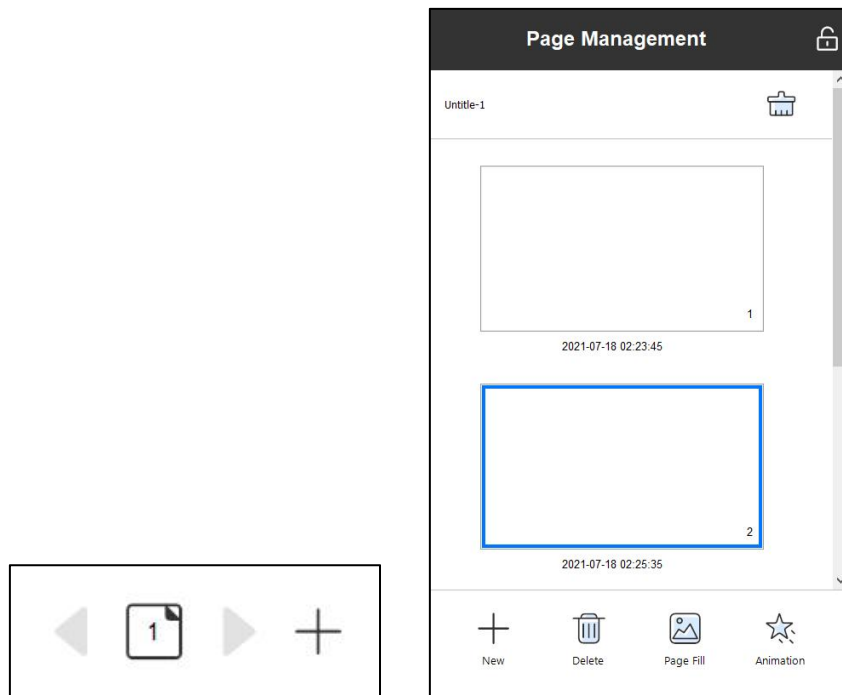 Page Management
Untitle-1
1
2021-07-18 02:23:45
2
2021-07-18 02:25:35
1
New Delete Page Fill Animation